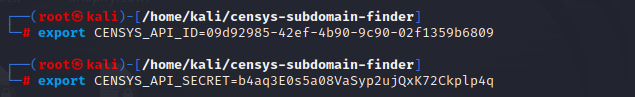 ┌──(root㉿kali)-[/home/kali/censys-subdomain-finder]
└─# export CENSYS_API_ID=09d92985-42ef-4b90-9c90-02f1359b6809
┌──(root㉿kali)-[/home/kali/censys-subdomain-finder]
└─# export CENSYS_API_SECRET=b4aq3E0s5a08VaSyp2ujQxK72Ckplp4q